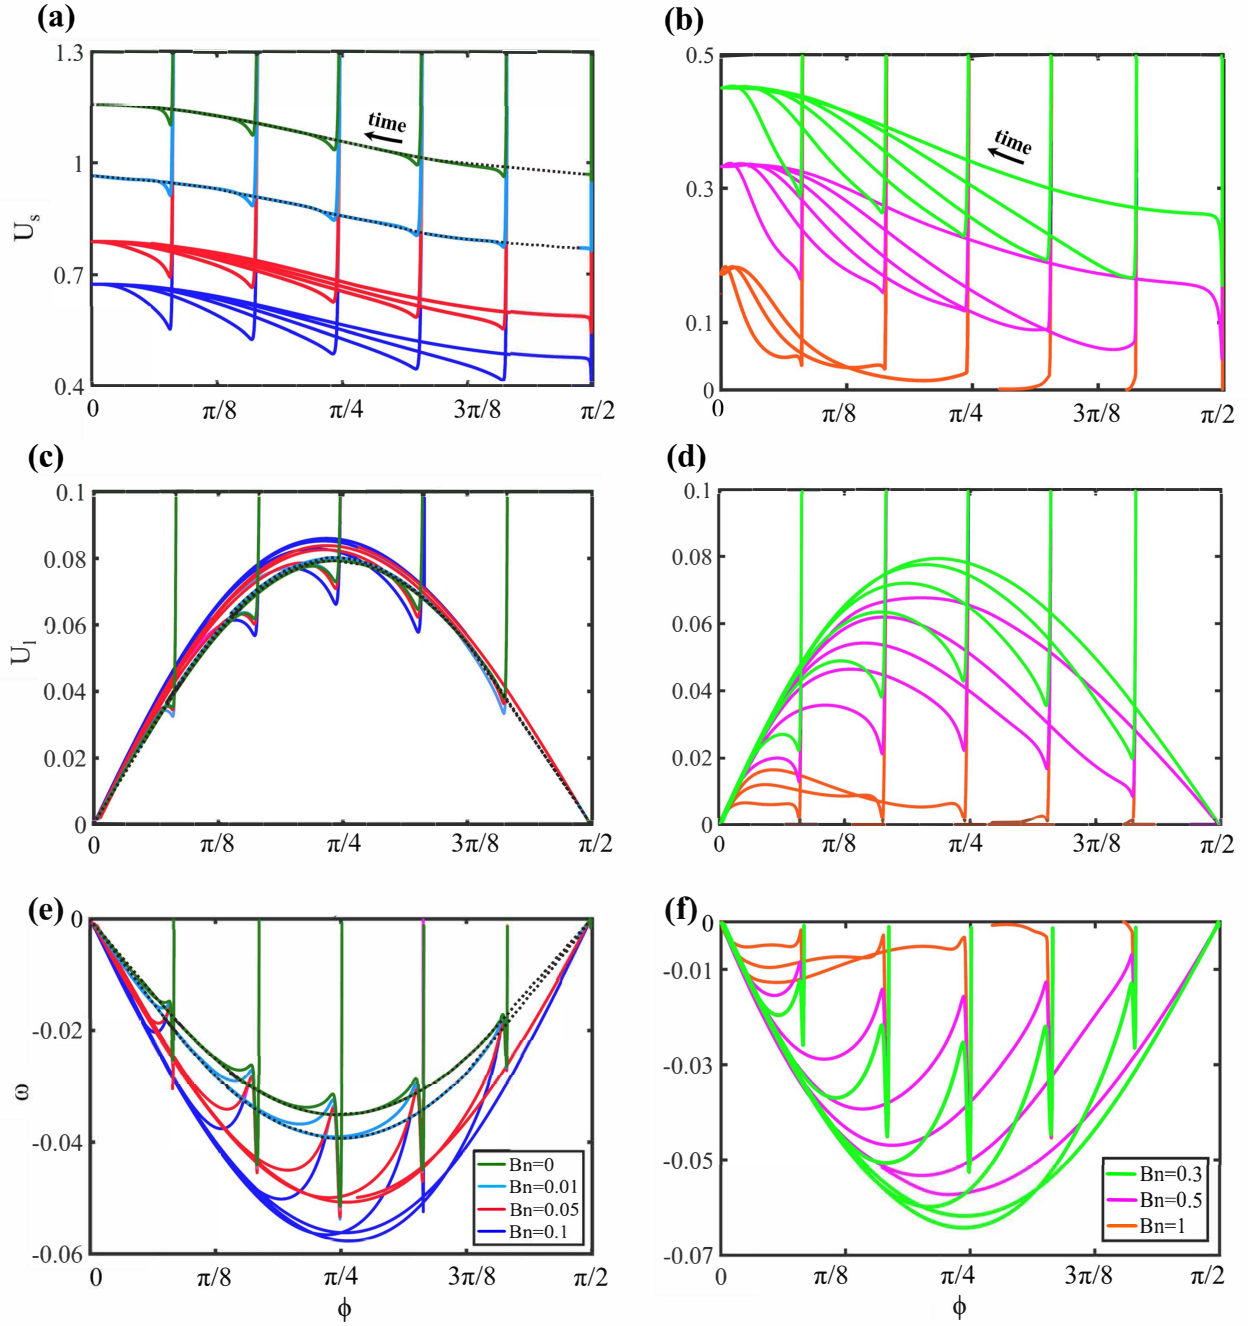 (a)
1.3
1
0.7
0.4
U_s
time
0
π/8
π/4
3π/8
π/2
(b)
0.5
0.3
0.1
0
time
0
π/8
π/4
3π/8
π/2
(c)
0.1
0.08
0.06
0.04
0.02
0
U_l
0
π/8
π/4
3π/8
π/2
(d)
0.1
0.08
0.06
0.04
0.02
0
0
π/8
π/4
3π/8
π/2
(e)
0
-0.02
-0.04
-0.06
ω
Bn=0
Bn=0.01
Bn=0.05
Bn=0.1
0
π/8
π/4
3π/8
π/2
ϕ
(f)
0
-0.01
-0.03
-0.05
-0.07
Bn=0.3
Bn=0.5
Bn=1
0
π/8
π/4
3π/8
π/2
ϕ